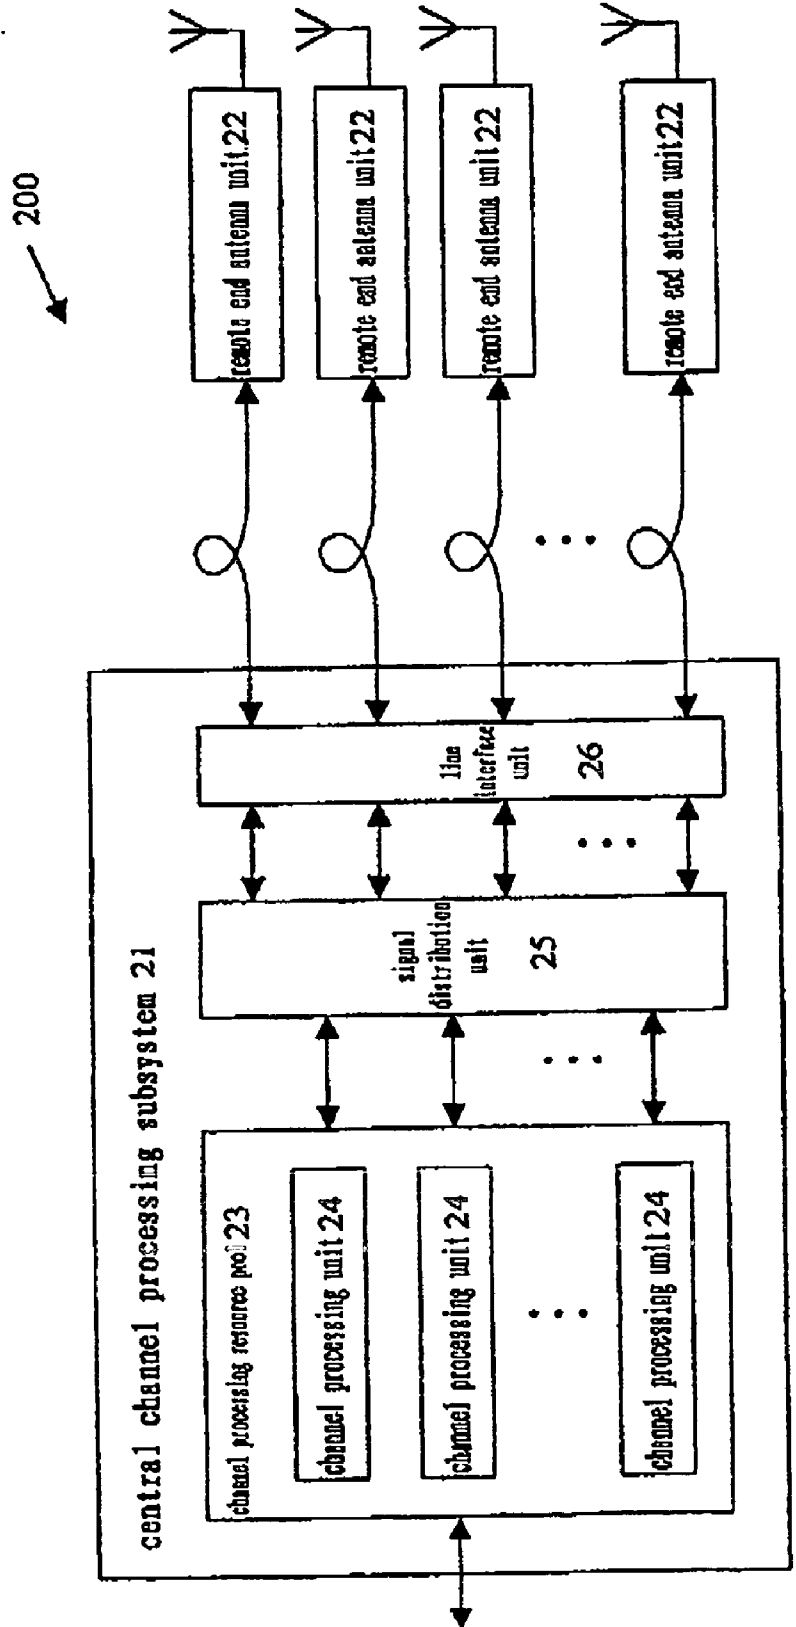 200
central channel processing subsystem 21
channel processing resource pool 23
channel processing unit 24
channel processing unit 24
channel processing unit 24
signal
distribution
unit
25
line
interface
unit
26
remote end antenna unit 22
remote end antenna unit 22
remote end antenna unit 22
remote end antenna unit 22